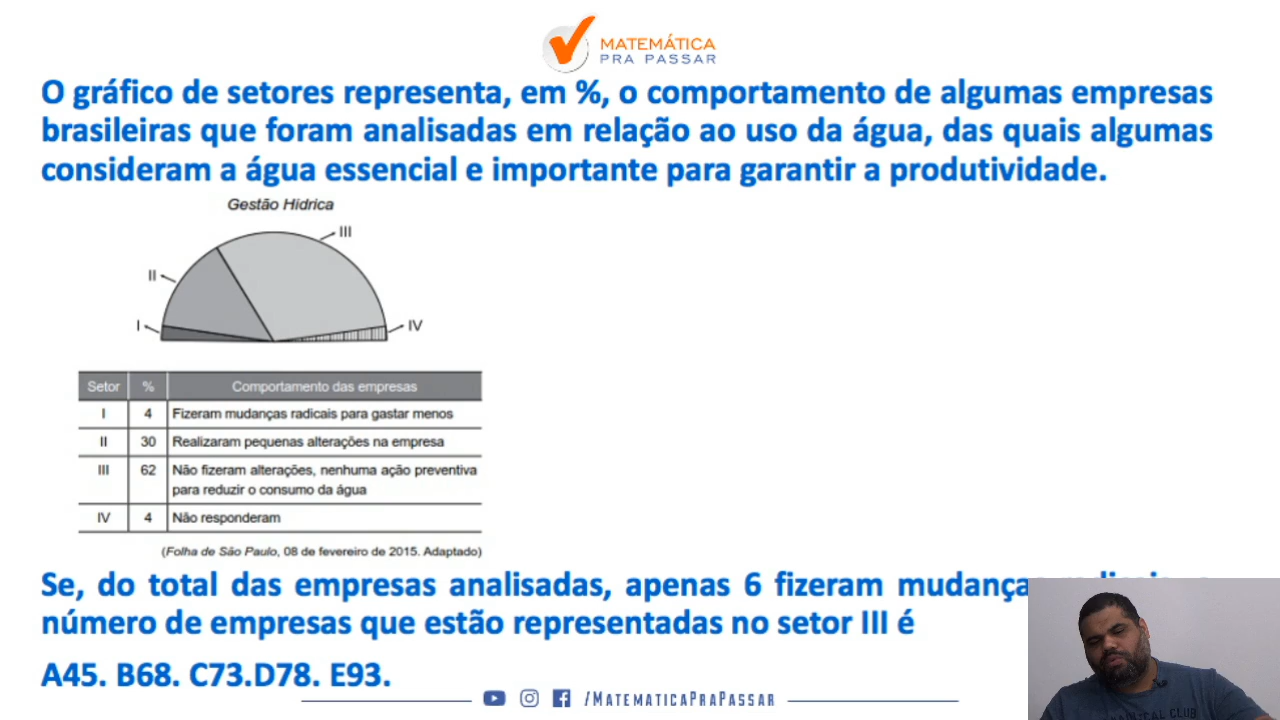 MATEMÁTICA
PRA PASSAR
O gráfico de setores representa, em %, o comportamento de algumas empresas
brasileiras que foram analisadas em relação ao uso da água, das quais algumas
consideram a água essencial e importante para garantir a produtividade.
Gestão Hídrica
III
II
I
IV
Setor % Comportamento das empresas
I 4 Fizeram mudanças radicais para gastar menos
II 30 Realizaram pequenas alterações na empresa
III 62 Não fizeram alterações, nenhuma ação preventiva
para reduzir o consumo da água
IV 4 Não responderam
(Folha de São Paulo, 08 de fevereiro de 2015. Adaptado)
Se, do total das empresas analisadas, apenas 6 fizeram
número de empresas que estão representadas no setor III é
A45. B68. C73.D78. E93.
/MATEMATICAPRAPASSAR
CLUB